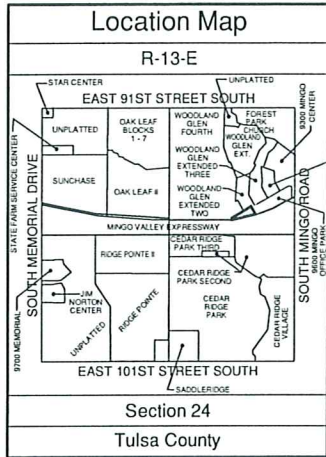 Location Map
R-13-E
STAR CENTER
UNPLATTED
EAST 91ST STREET SOUTH
UNPLATTED
OAK LEAF
BLOCKS
1 - 7
WOODLAND
GLEN
FOURTH
FOREST
PARK
CHURCH
WOODLAND
GLEN
EXT.
9300 MINGO
CENTER
STATE FARM SERVICE CENTER
SUNCHASE
OAK LEAF II
WOODLAND
GLEN
EXTENDED
THREE
WOODLAND
GLEN
EXTENDED
TWO
SOUTH MEMORIAL DRIVE
SOUTH MINGO ROAD
9600 MINGO
OFFICE PARK
MINGO VALLEY EXPRESSWAY
RIDGE POINTE II
CEDAR RIDGE
PARK THIRD
CEDAR RIDGE
PARK SECOND
9700 MEMORIAL
JIM
NORTON
CENTER
UNPLATTED
RIDGE POINTE
CEDAR
RIDGE
PARK
CEDAR RIDGE
VILLAGE
EAST 101ST STREET SOUTH
SADDLERIDGE
Section 24
Tulsa County